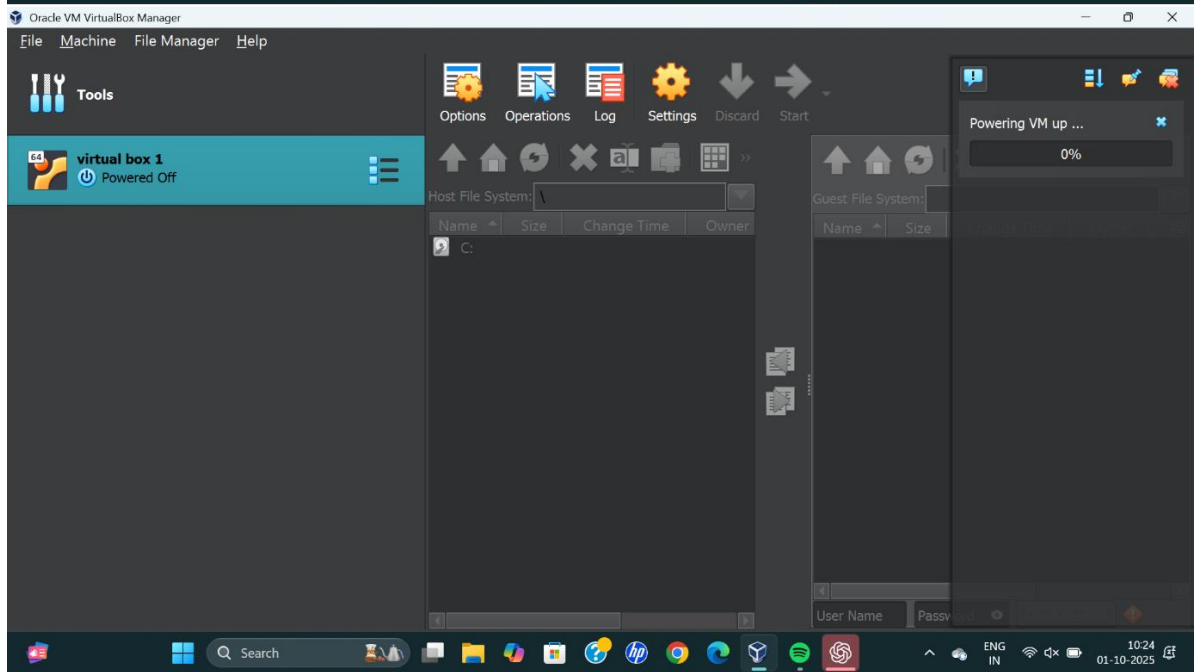 Oracle VM VirtualBox Manager
File Machine File Manager Help
Tools
Options Operations Log Settings Discard Start
Powering VM up ...
0%
64
virtual box 1
Powered Off
Host File System: \
Guest File System:
Name Size Change Time Owner
Name Size
C:
User Name Passw
Search
ENG
IN
10:24
01-10-2025